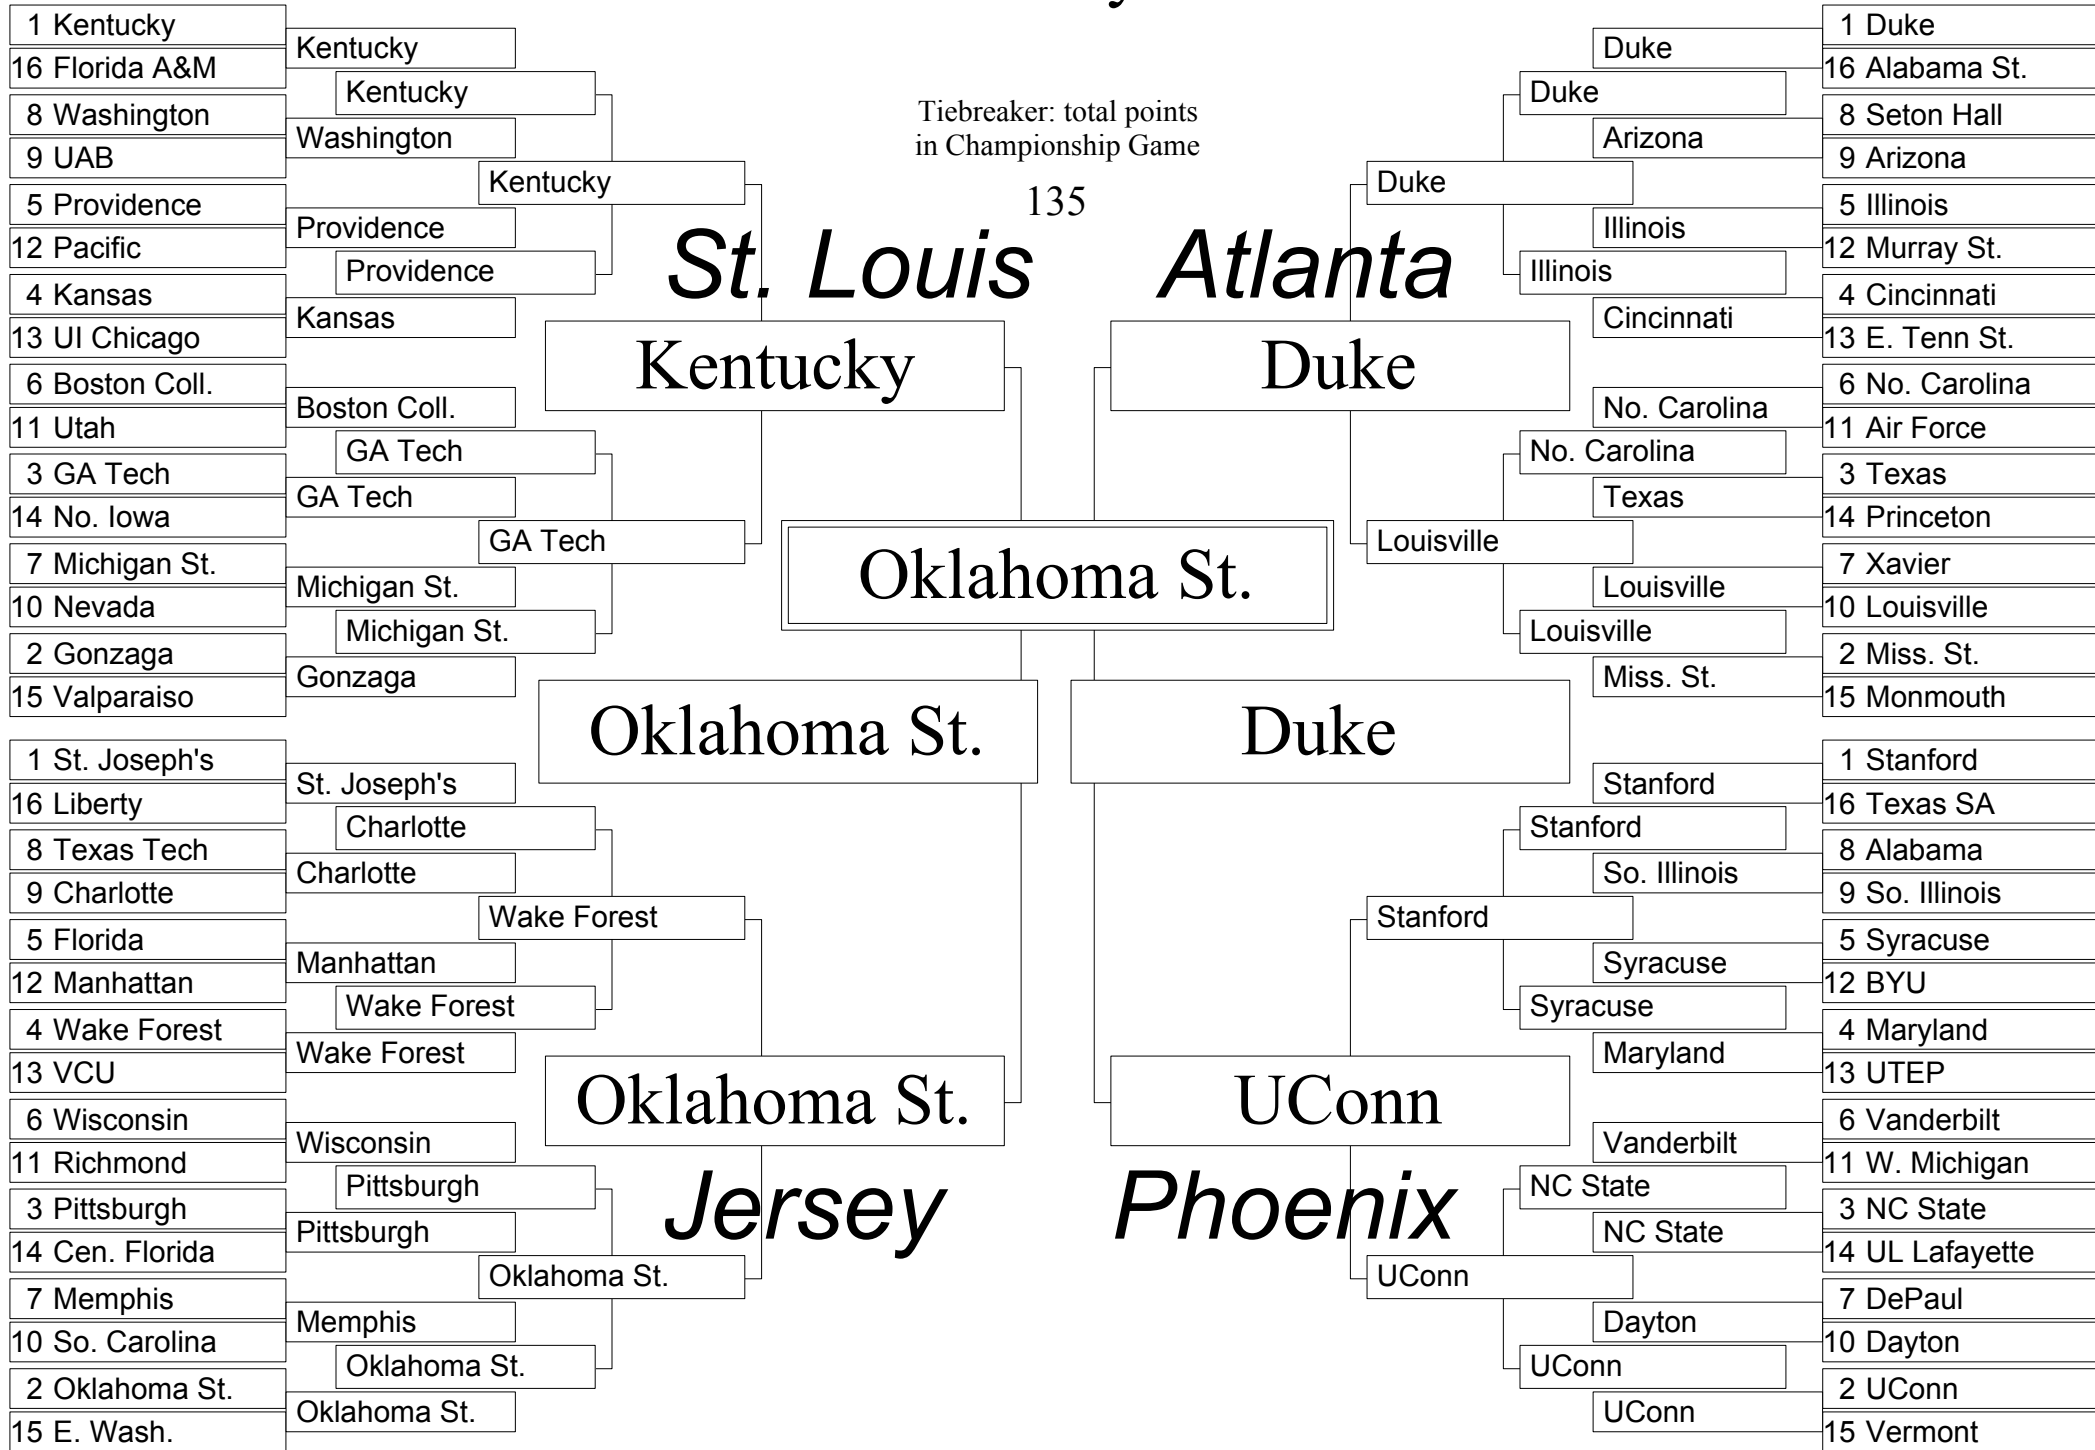 1 Kentucky
16 Florida A&M
8 Washington
9 UAB
5 Providence
12 Pacific
4 Kansas
13 UI Chicago
6 Boston Coll.
11 Utah
3 GA Tech
14 No. Iowa
7 Michigan St.
10 Nevada
2 Gonzaga
15 Valparaiso
1 St. Joseph's
16 Liberty
8 Texas Tech
9 Charlotte
5 Florida
12 Manhattan
4 Wake Forest
13 VCU
6 Wisconsin
11 Richmond
3 Pittsburgh
14 Cen. Florida
7 Memphis
10 So. Carolina
2 Oklahoma St.
15 E. Wash.
Kentucky
Washington
Providence
Kansas
Boston Coll.
GA Tech
Michigan St.
Gonzaga
St. Joseph's
Charlotte
Manhattan
Wake Forest
Wisconsin
Pittsburgh
Memphis
Oklahoma St.
Kentucky
Providence
GA Tech
Michigan St.
Charlotte
Wake Forest
Pittsburgh
Oklahoma St.
Kentucky
GA Tech
Wake Forest
Oklahoma St.
Tiebreaker: total points
in Championship Game
135
St. Louis
Atlanta
Kentucky
Duke
Oklahoma St.
Oklahoma St.
Duke
Oklahoma St.
UConn
Jersey
Phoenix
Duke
Louisville
Stanford
UConn
Duke
Illinois
No. Carolina
Louisville
Stanford
Syracuse
NC State
UConn
Duke
Arizona
Illinois
Cincinnati
No. Carolina
Texas
Louisville
Miss. St.
Stanford
So. Illinois
Syracuse
Maryland
Vanderbilt
NC State
Dayton
UConn
1 Duke
16 Alabama St.
8 Seton Hall
9 Arizona
5 Illinois
12 Murray St.
4 Cincinnati
13 E. Tenn St.
6 No. Carolina
11 Air Force
3 Texas
14 Princeton
7 Xavier
10 Louisville
2 Miss. St.
15 Monmouth
1 Stanford
16 Texas SA
8 Alabama
9 So. Illinois
5 Syracuse
12 BYU
4 Maryland
13 UTEP
6 Vanderbilt
11 W. Michigan
3 NC State
14 UL Lafayette
7 DePaul
10 Dayton
2 UConn
15 Vermont